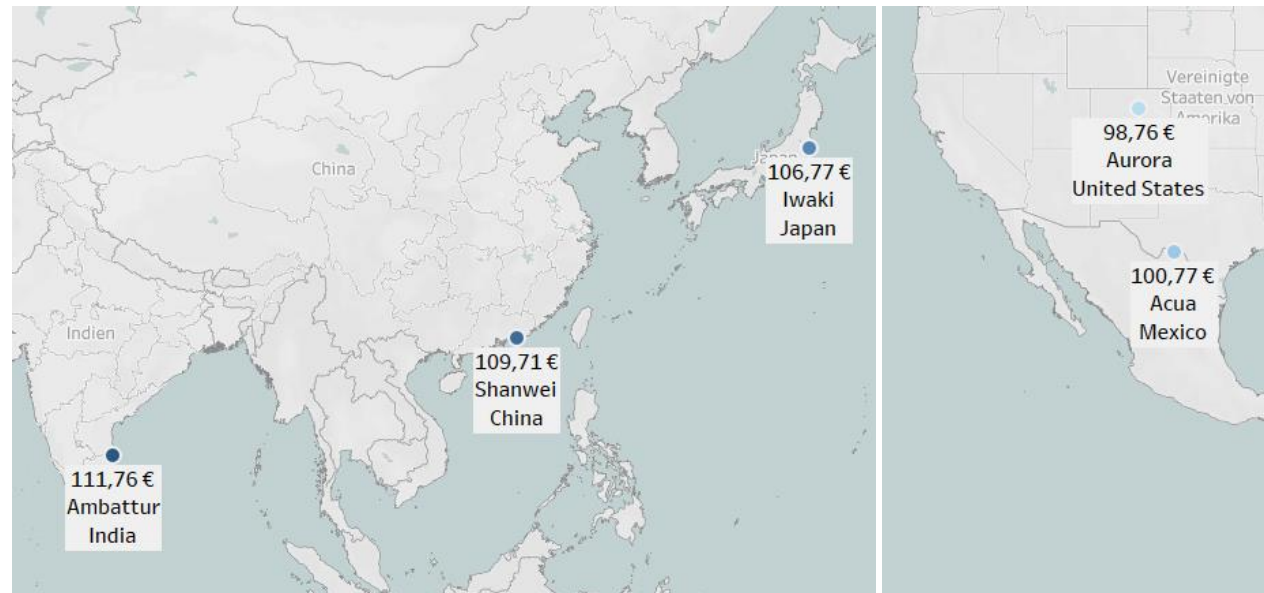 China
Japan
106,77 €
Iwaki
Japan
Indien
109,71 €
Shanwei
China
111,76 €
Ambattur
India
Vereinigte
Staaten von
Amerika
98,76 €
Aurora
United States
100,77 €
Acua
Mexico